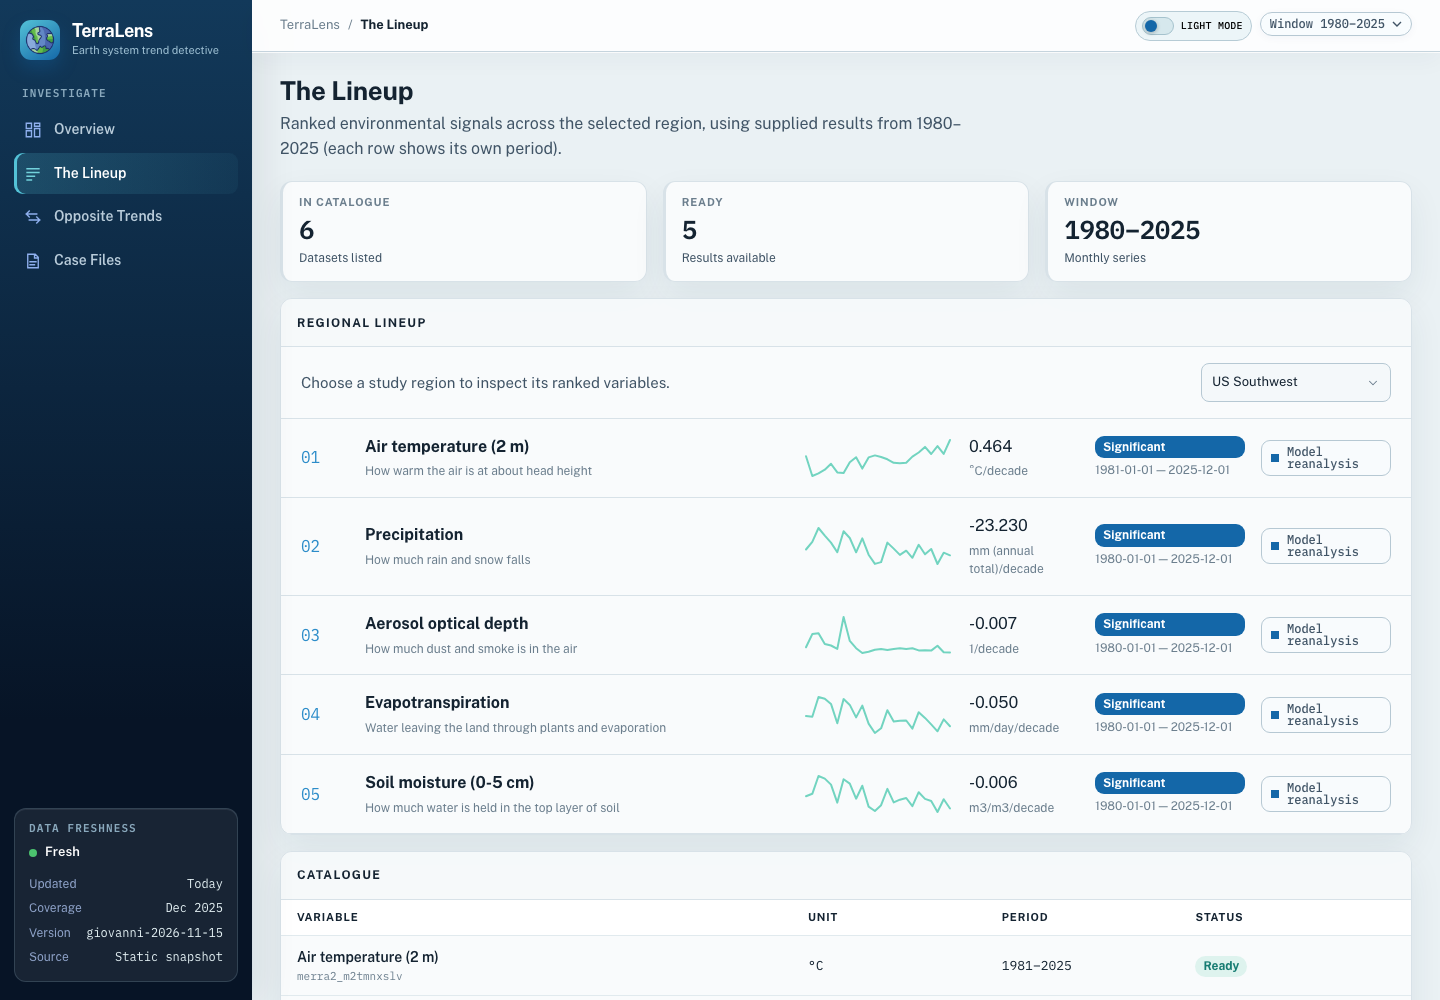 TerraLens
Earth system trend detective
INVESTIGATE
Overview
The Lineup
Opposite Trends
Case Files
DATA FRESHNESS
Fresh
Updated Today
Coverage Dec 2025
Version giovanni-2026-11-15
Source Static snapshot
TerraLens / The Lineup
LIGHT MODE
Window 1980–2025
The Lineup
Ranked environmental signals across the selected region, using supplied results from 1980–
2025 (each row shows its own period).
IN CATALOGUE
6
Datasets listed
READY
5
Results available
WINDOW
1980–2025
Monthly series
REGIONAL LINEUP
Choose a study region to inspect its ranked variables.
US Southwest
01
Air temperature (2 m)
How warm the air is at about head height
0.464
°C/decade
Significant
1981-01-01 — 2025-12-01
Model
reanalysis
02
Precipitation
How much rain and snow falls
-23.230
mm (annual
total)/decade
Significant
1980-01-01 — 2025-12-01
Model
reanalysis
03
Aerosol optical depth
How much dust and smoke is in the air
-0.007
1/decade
Significant
1980-01-01 — 2025-12-01
Model
reanalysis
04
Evapotranspiration
Water leaving the land through plants and evaporation
-0.050
mm/day/decade
Significant
1980-01-01 — 2025-12-01
Model
reanalysis
05
Soil moisture (0-5 cm)
How much water is held in the top layer of soil
-0.006
m3/m3/decade
Significant
1980-01-01 — 2025-12-01
Model
reanalysis
CATALOGUE
VARIABLE UNIT PERIOD STATUS
Air temperature (2 m)
merra2_m2tmnxslv
°C
1981–2025
Ready